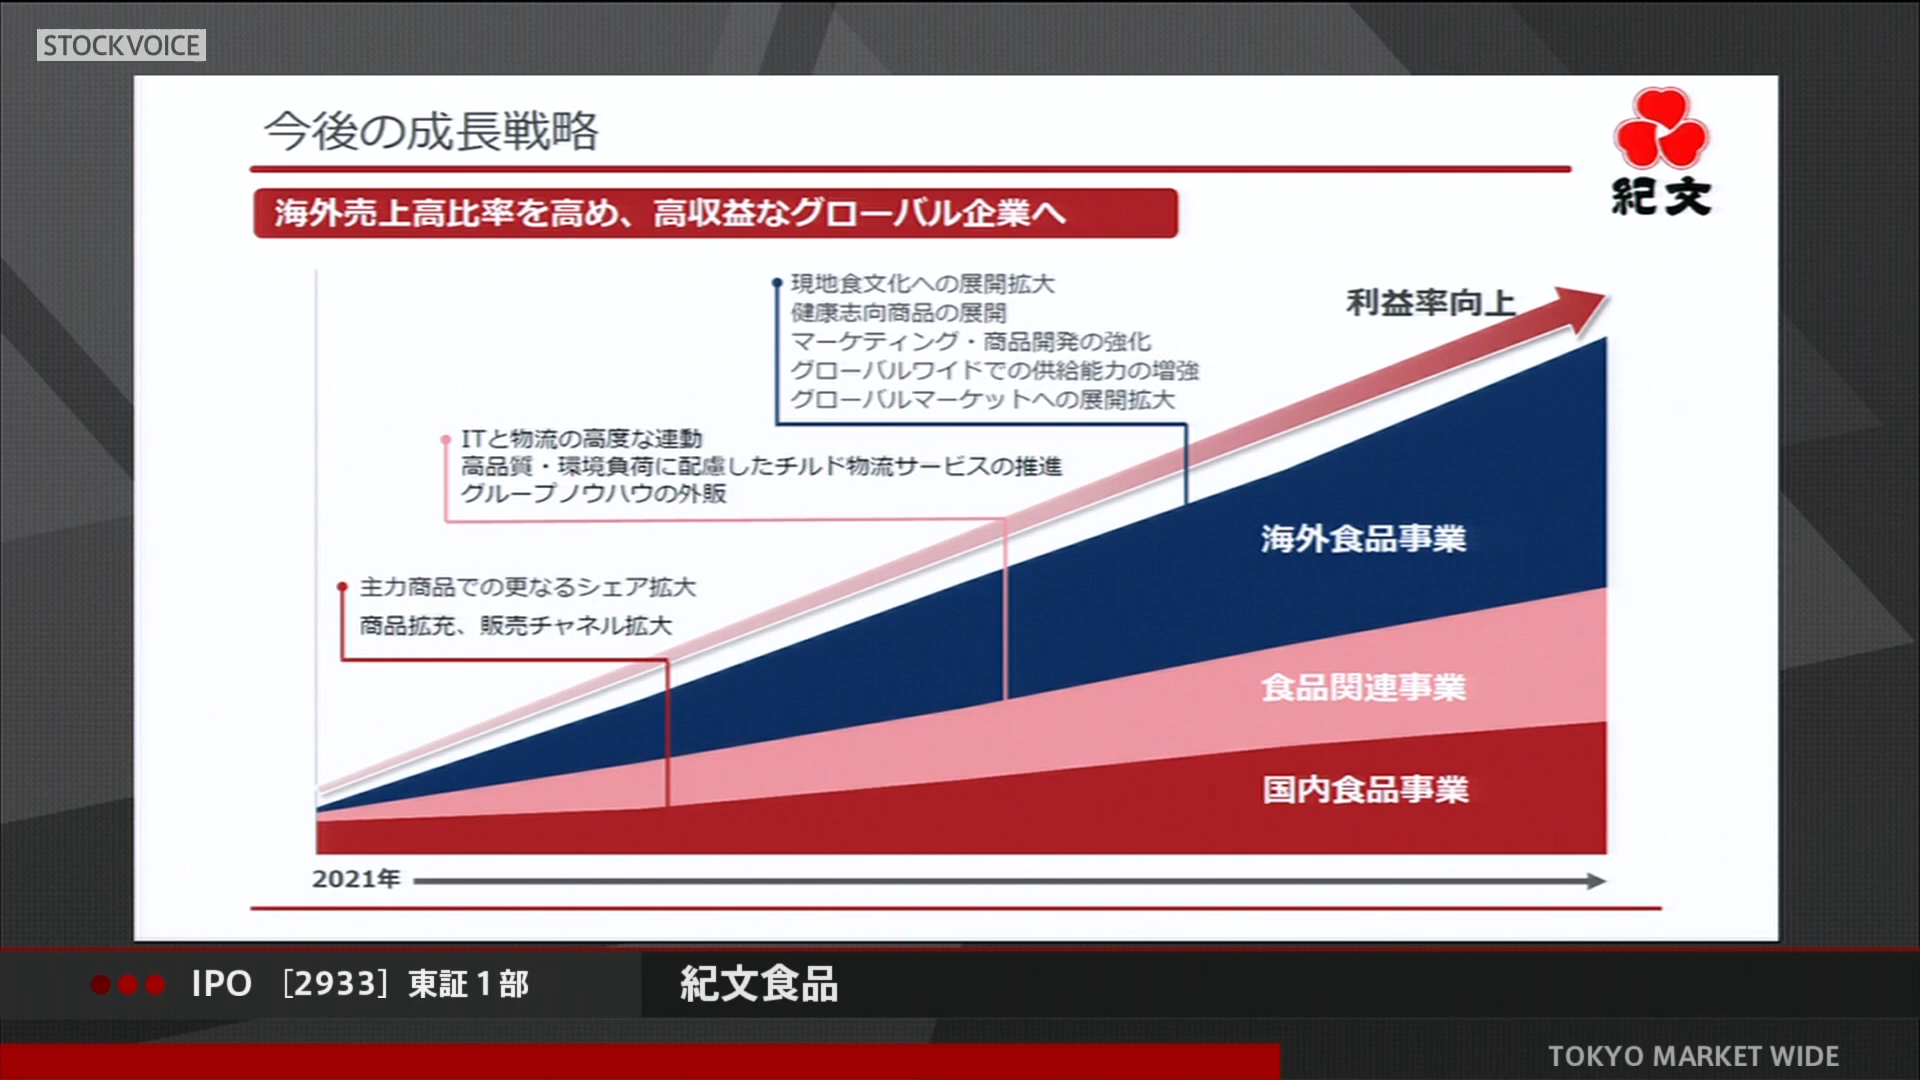 STOCKVOICE
今後の成長戦略
紀文
海外売上高比率を高め、高収益なグローバル企業へ
現地食文化への展開拡大
健康志向商品の展開
マーケティング・商品開発の強化
グローバルワイドでの供給能力の増強
グローバルマーケットへの展開拡大
利益率向上
ITと物流の高度な連動
高品質・環境負荷に配慮したチルド物流サービスの推進
グループノウハウの外販
主力商品での更なるシェア拡大
商品拡充、販売チャネル拡大
海外食品事業
食品関連事業
国内食品事業
2021年
IPO [2933] 東証1部
紀文食品
TOKYO MARKET WIDE